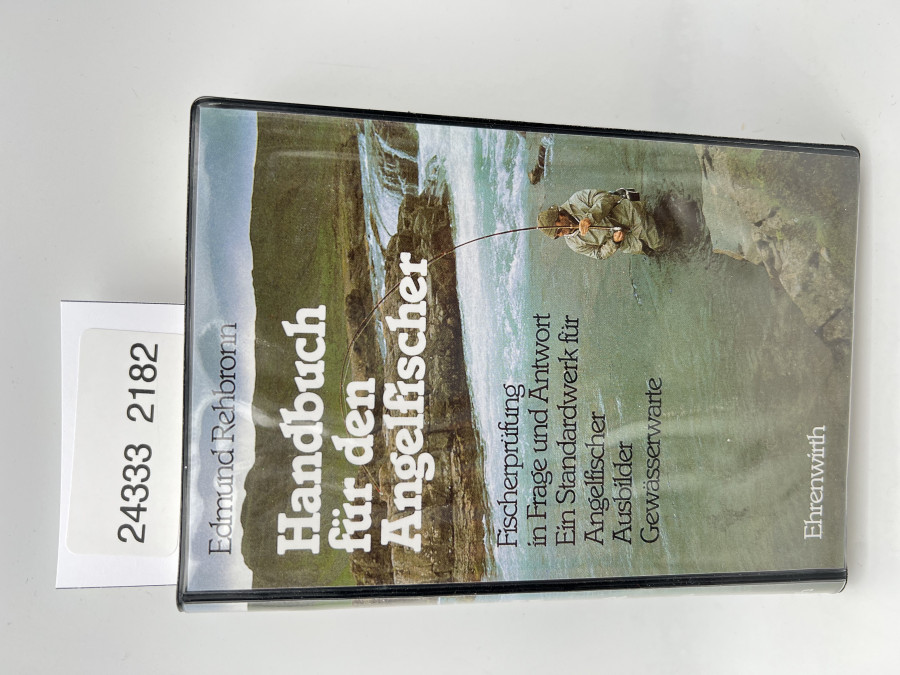 24333 2182
Edmund Rehbronn
Handbuch
für den
Angelfischer
Fischerprüfung
in Frage und Antwort
Ein Standardwerk für
Angelfischer
Ausbilder
Gewässerwarte
Ehrenwirth